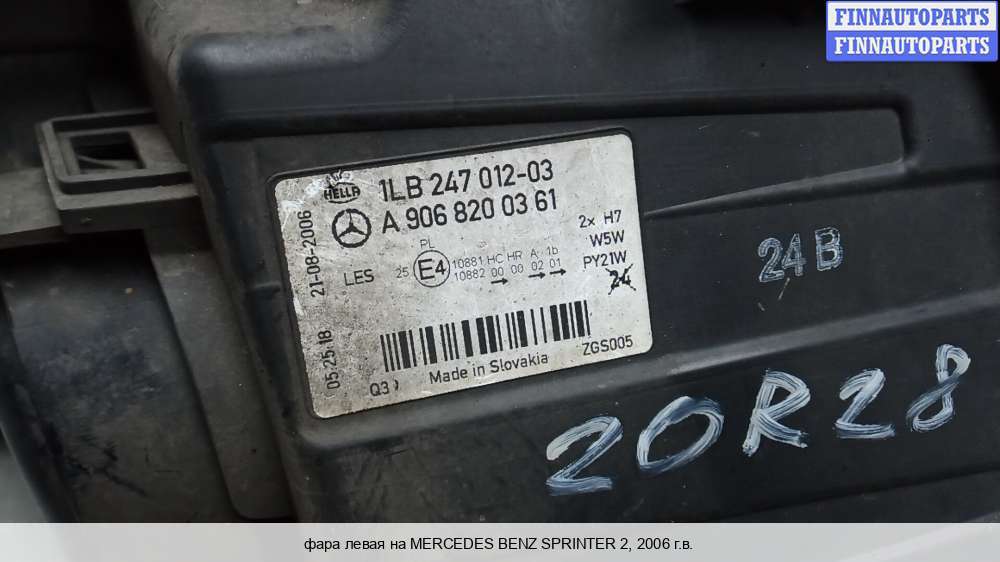 FINNAUTOPARTS
FINNAUTOPARTS
HELLA
1LB 247 012-03
A 906 820 03 61
21-08-2006
05:25:18
LES
PL
25 E4
10881 HC HR A 1b
10882 00 00 02 01
2x H7
W5W
PY21W
24
Q3
Made in Slovakia
ZGS005
24B
20R28
фара левая на MERCEDES BENZ SPRINTER 2, 2006 г.в.